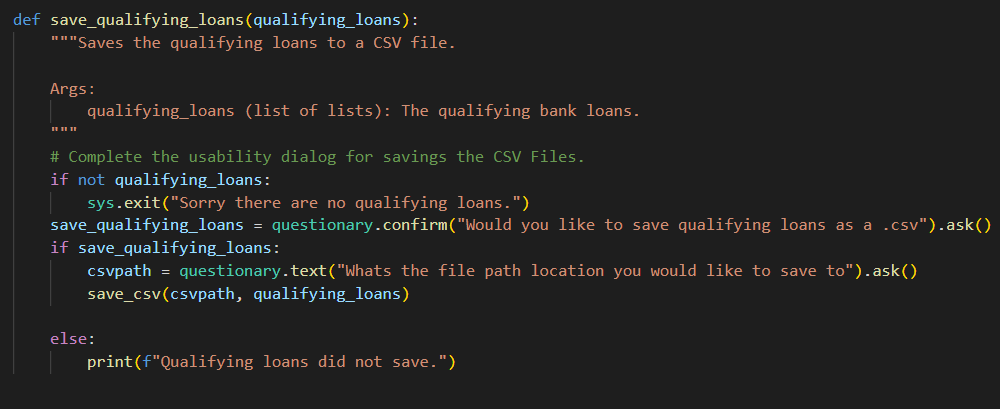 def save_qualifying_loans(qualifying_loans):
    """Saves the qualifying loans to a CSV file.

    Args:
        qualifying_loans (list of lists): The qualifying bank loans.
    """
    # Complete the usability dialog for savings the CSV Files.
    if not qualifying_loans:
        sys.exit("Sorry there are no qualifying loans.")
    save_qualifying_loans = questionary.confirm("Would you like to save qualifying loans as a .csv").ask()
    if save_qualifying_loans:
        csvpath = questionary.text("Whats the file path location you would like to save to").ask()
        save_csv(csvpath, qualifying_loans)

    else:
        print(f"Qualifying loans did not save.")